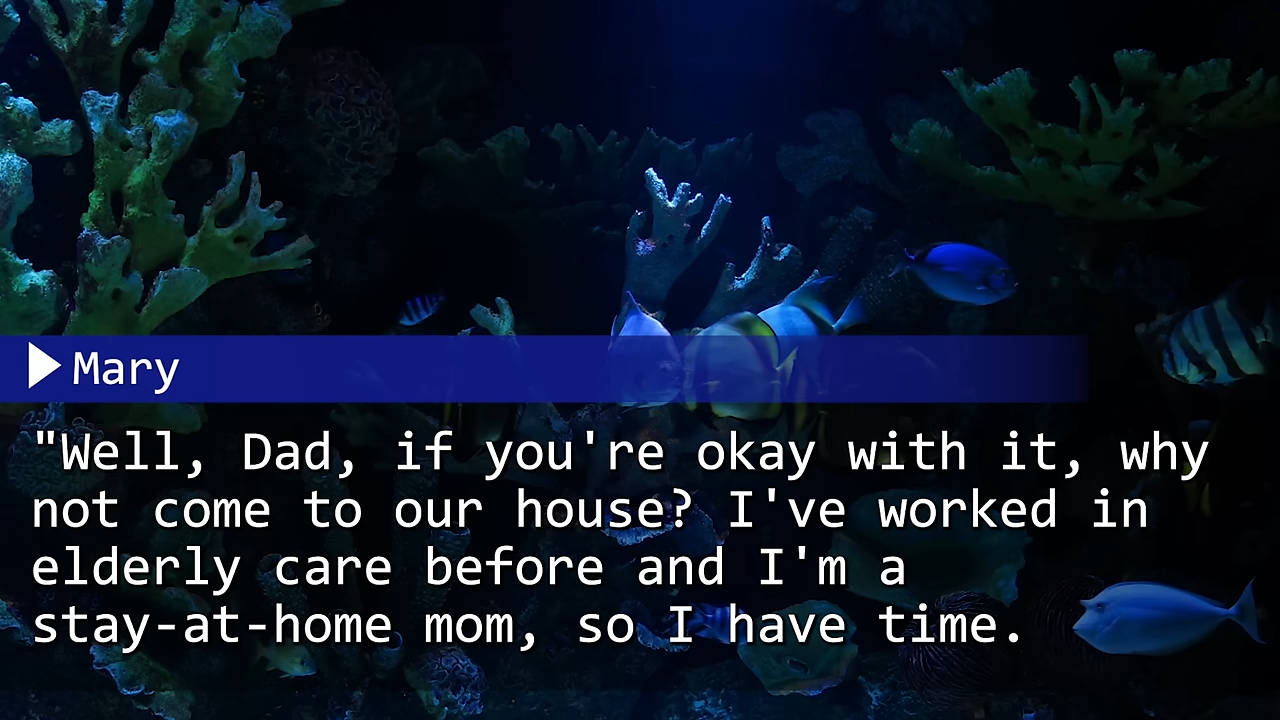 Mary
"Well, Dad, if you're okay with it, why
not come to our house? I've worked in
elderly care before and I'm a
stay-at-home mom, so I have time.